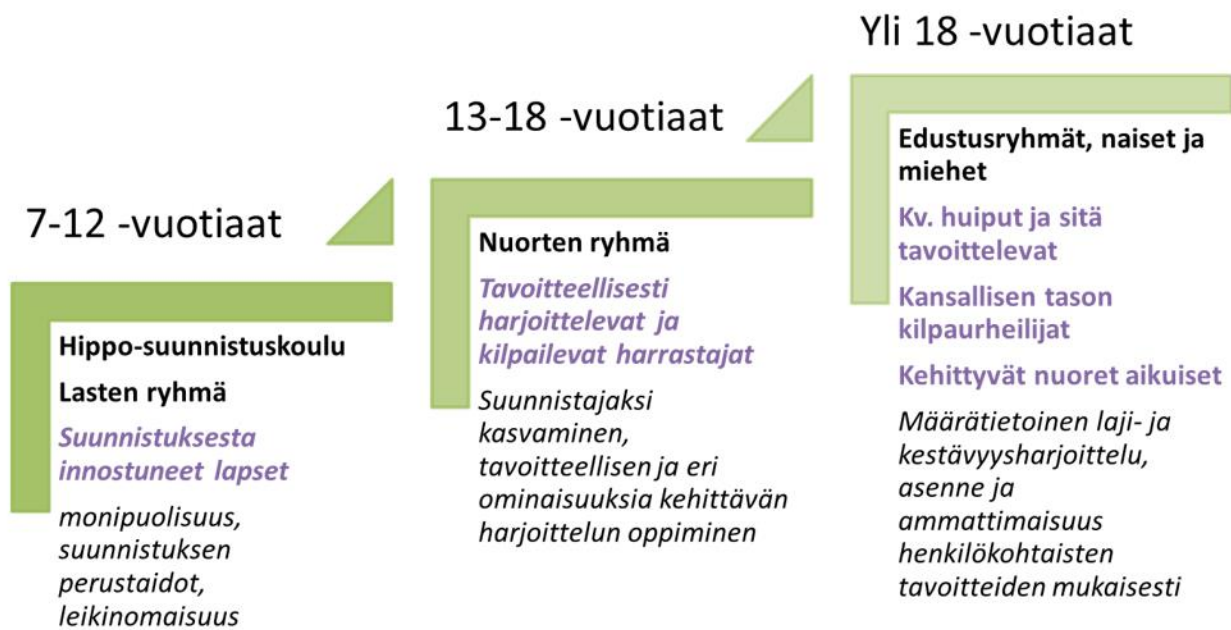 7-12 -vuotiaat
Hippo-suunnistuskoulu
Lasten ryhmä
Suunnistuksesta
innostuneet lapset
monipuolisuus,
suunnistuksen
perustaidot,
leikinomaisuus
13-18 -vuotiaat
Nuorten ryhmä
Tavoitteellisesti
harjoittelevat ja
kilpailevat harrastajat
Suunnistajaksi
kasvaminen,
tavoitteellisen ja eri
ominaisuuksia kehittävän
harjoittelun oppiminen
Yli 18 -vuotiaat
Edustusryhmät, naiset ja
miehet
Kv. huiput ja sitä
tavoittelevat
Kansallisen tason
kilpaurheilijat
Kehittyvät nuoret aikuiset
Määrätietoinen laji- ja
kestävyysharjoittelu,
asenne ja
ammattimaisuus
henkilökohtaisten
tavoitteiden mukaisesti